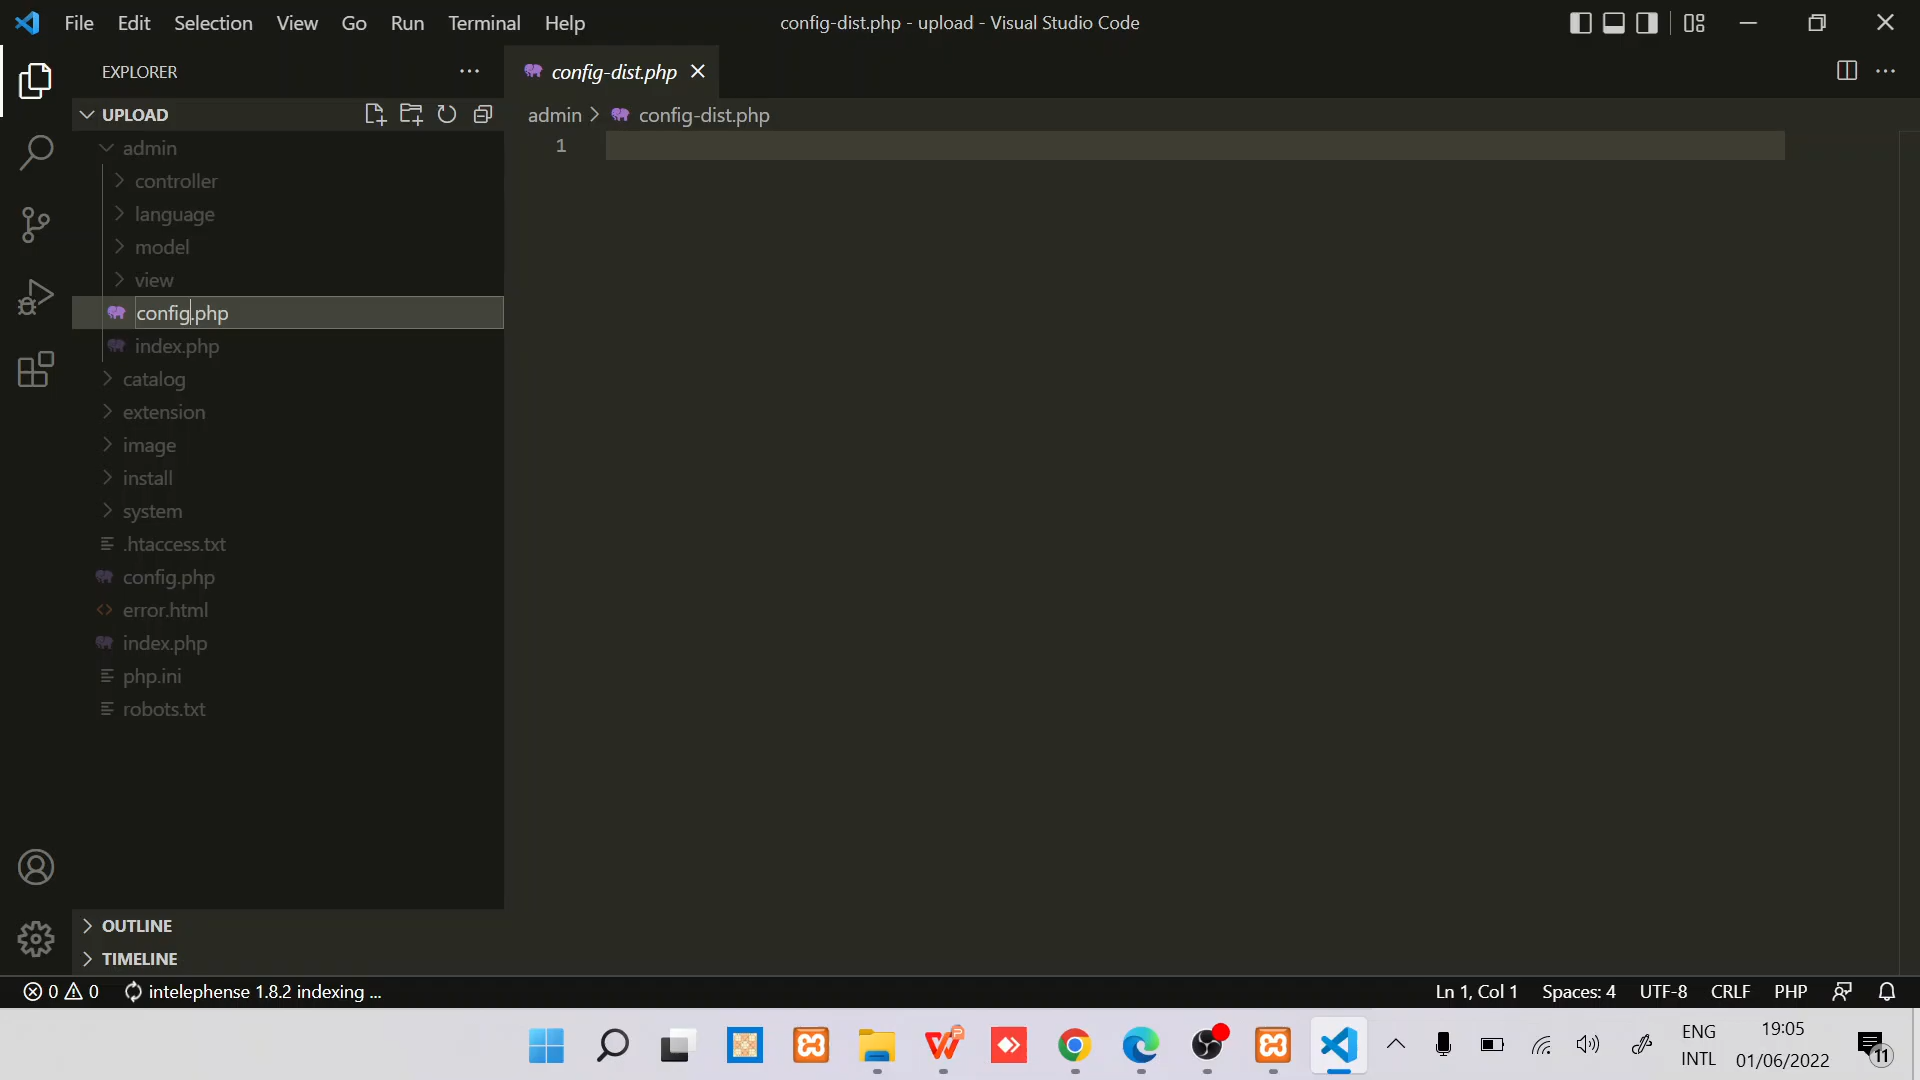 File Edit Selection View Go Run Terminal Help config-dist.php - upload - Visual Studio Code
EXPLORER ... config-dist.php
UPLOAD admin > config-dist.php
admin 1
controller
language
model
view
config.php
index.php
catalog
extension
image
install
system
.htaccess.txt
config.php
error.html
index.php
php.ini
robots.txt
OUTLINE
TIMELINE
0 0 intelephense 1.8.2 indexing ... Ln 1, Col 1 Spaces: 4 UTF-8 CRLF PHP
ENG 19:05
INTL 01/06/2022 11